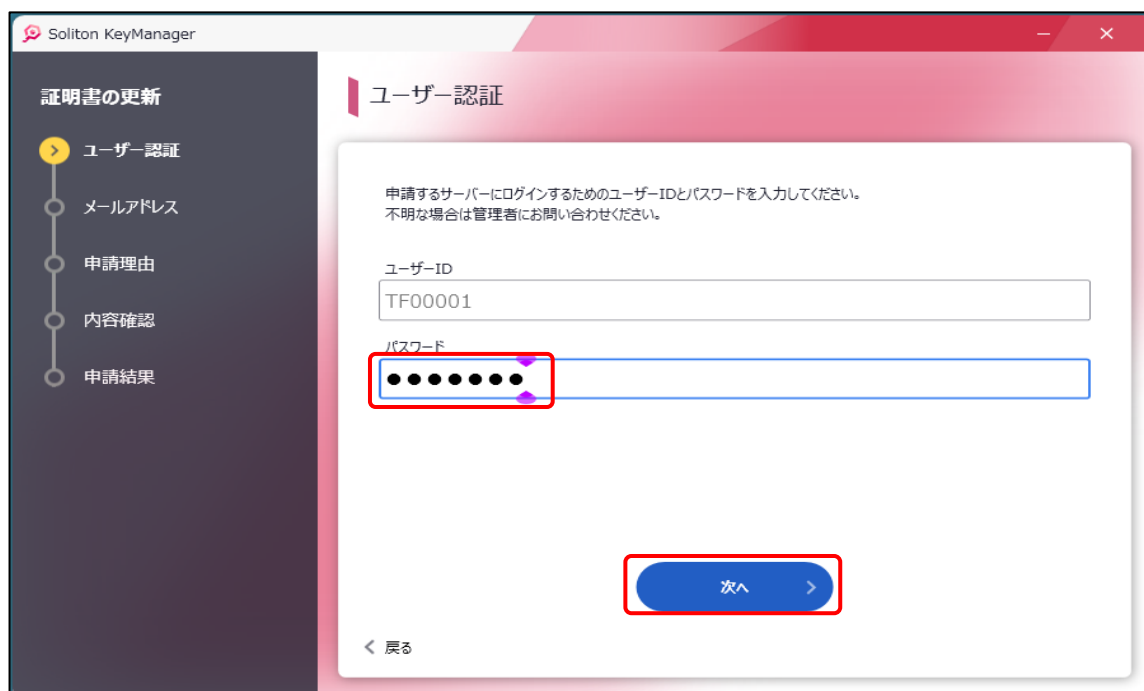 Soliton KeyManager
証明書の更新
ユーザー認証
メールアドレス
申請理由
内容確認
申請結果
ユーザー認証
申請するサーバーにログインするためのユーザーIDとパスワードを入力してください。
不明な場合は管理者にお問い合わせください。
ユーザーID
TF00001
パスワード
●●●●●●●
次へ
戻る